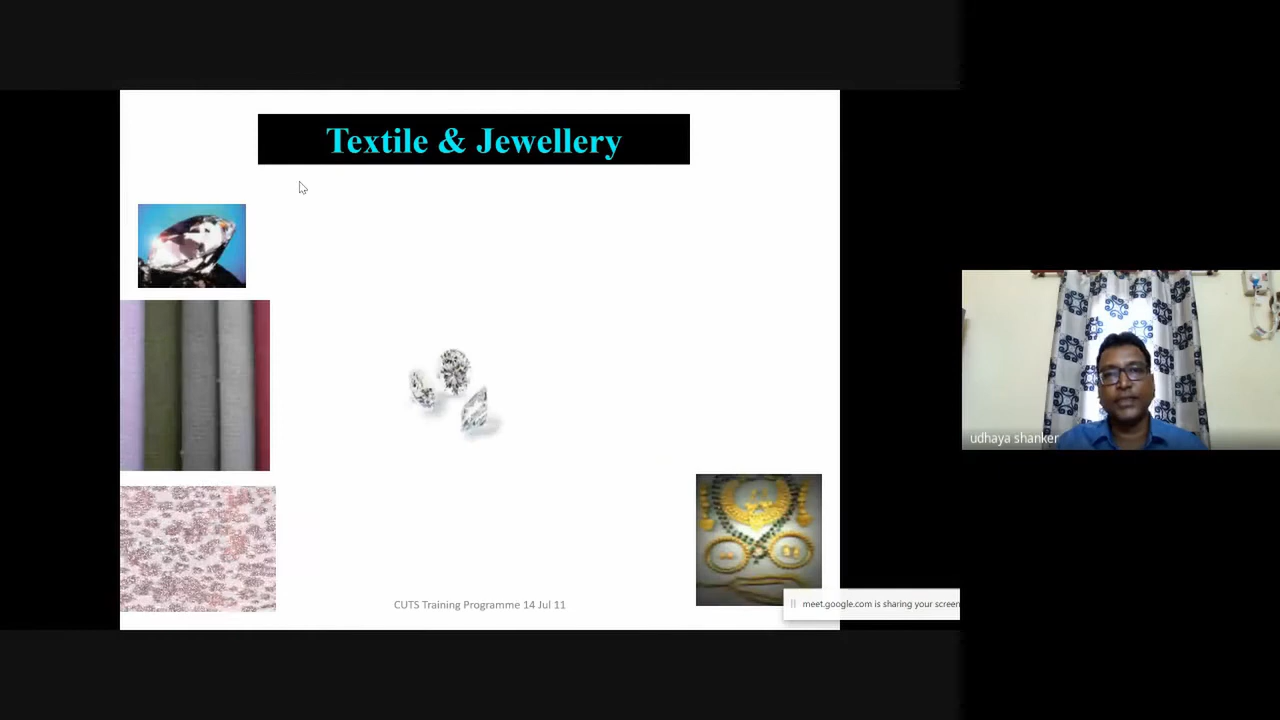 Textile & Jewellery
CUTS Training Programme 14 Jul 11
meet.google.com is sharing your screen
udhaya shanker